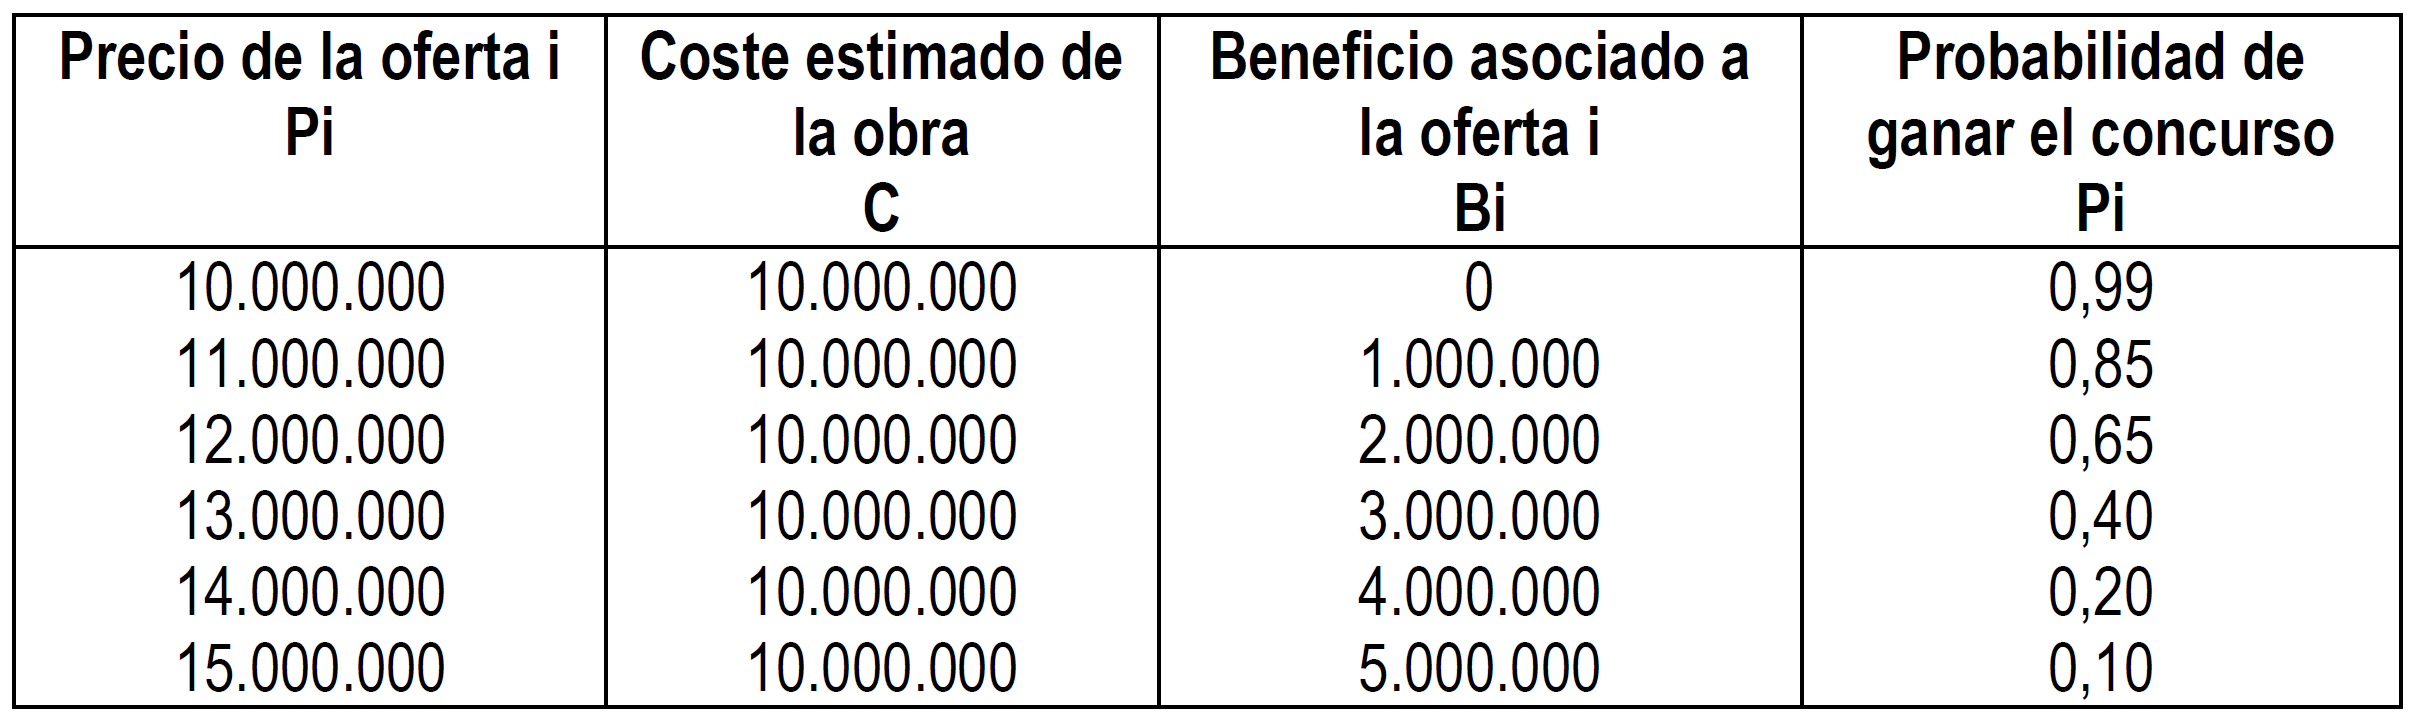 Precio de la oferta i Coste estimado de Beneficio asociado a Probabilidad de
Pi la obra la oferta i ganar el concurso
C Bi Pi
10.000.000 10.000.000 0 0,99
11.000.000 10.000.000 1.000.000 0,85
12.000.000 10.000.000 2.000.000 0,65
13.000.000 10.000.000 3.000.000 0,40
14.000.000 10.000.000 4.000.000 0,20
15.000.000 10.000.000 5.000.000 0,10